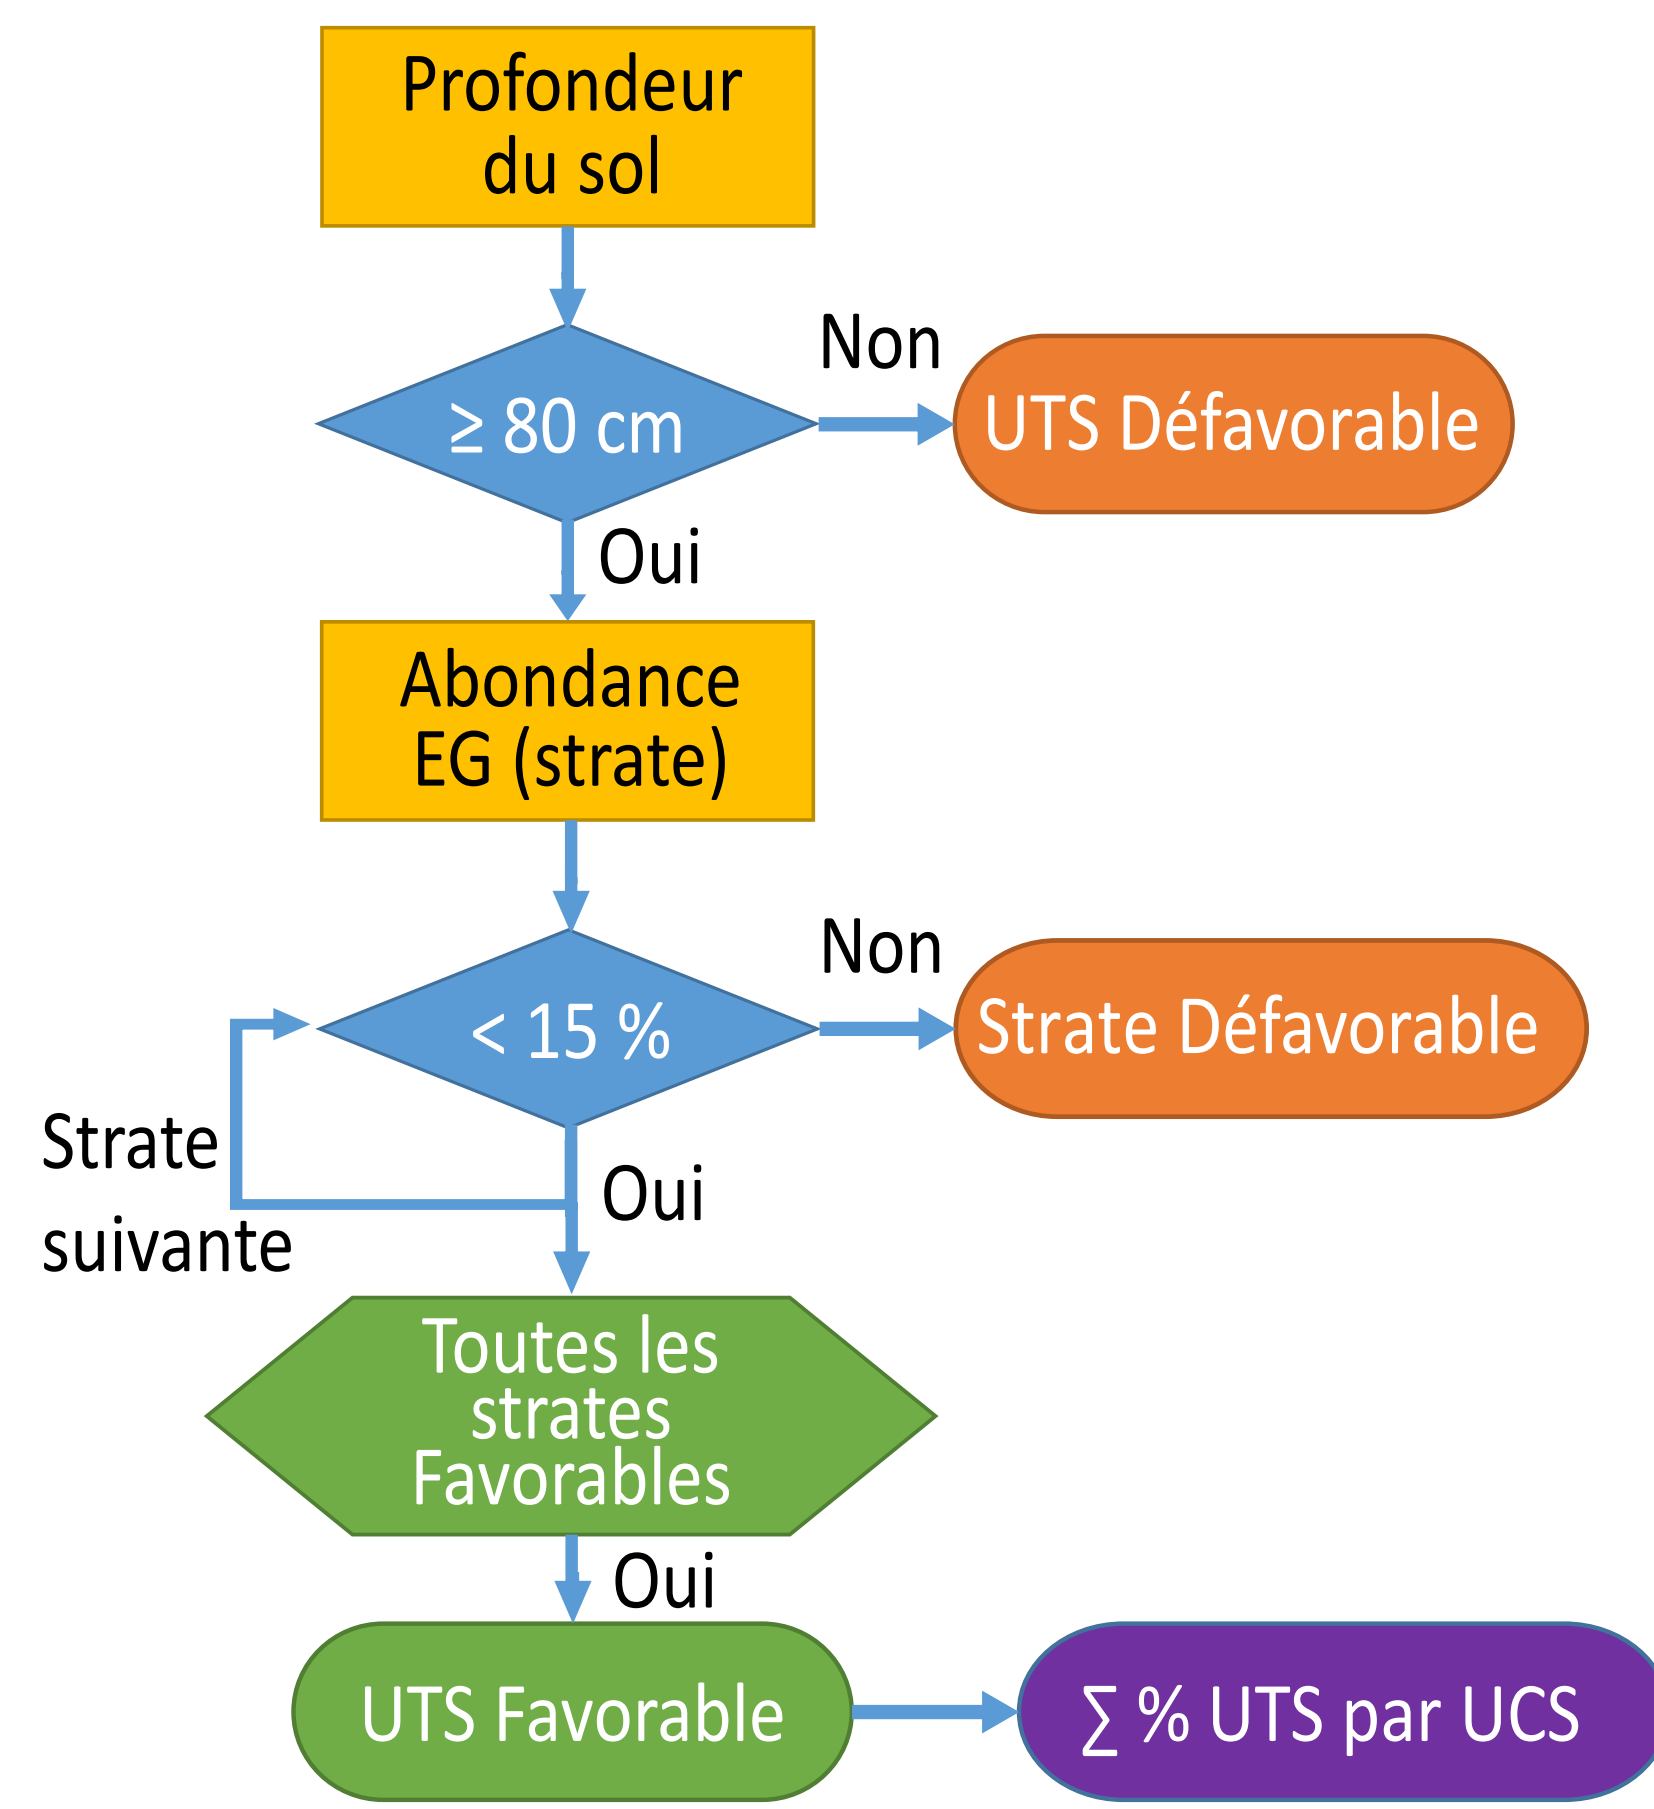 Profondeur
du sol
Non
≥ 80 cm
UTS Défavorable
Oui
Abondance
EG (strate)
Non
< 15 %
Strate Défavorable
Strate
suivante
Oui
Toutes les
strates
Favorables
Oui
UTS Favorable
∑ % UTS par UCS